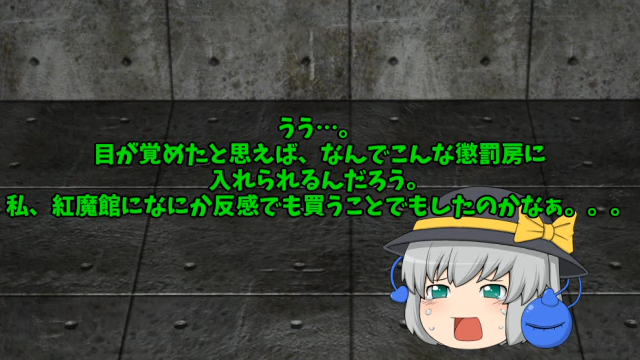 うう…。
目が覚めたと思えば、なんでこんな懲罰房に
入れられるんだろう。
私、紅魔館になにか反感でも買うことでもしたのかなぁ。。。